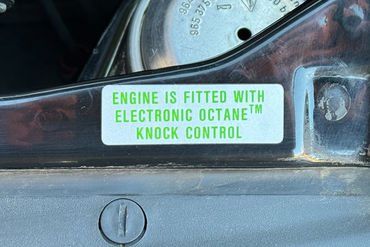 ENGINE IS FITTED WITH
ELECTRONIC OCTANE™
KNOCK CONTROL